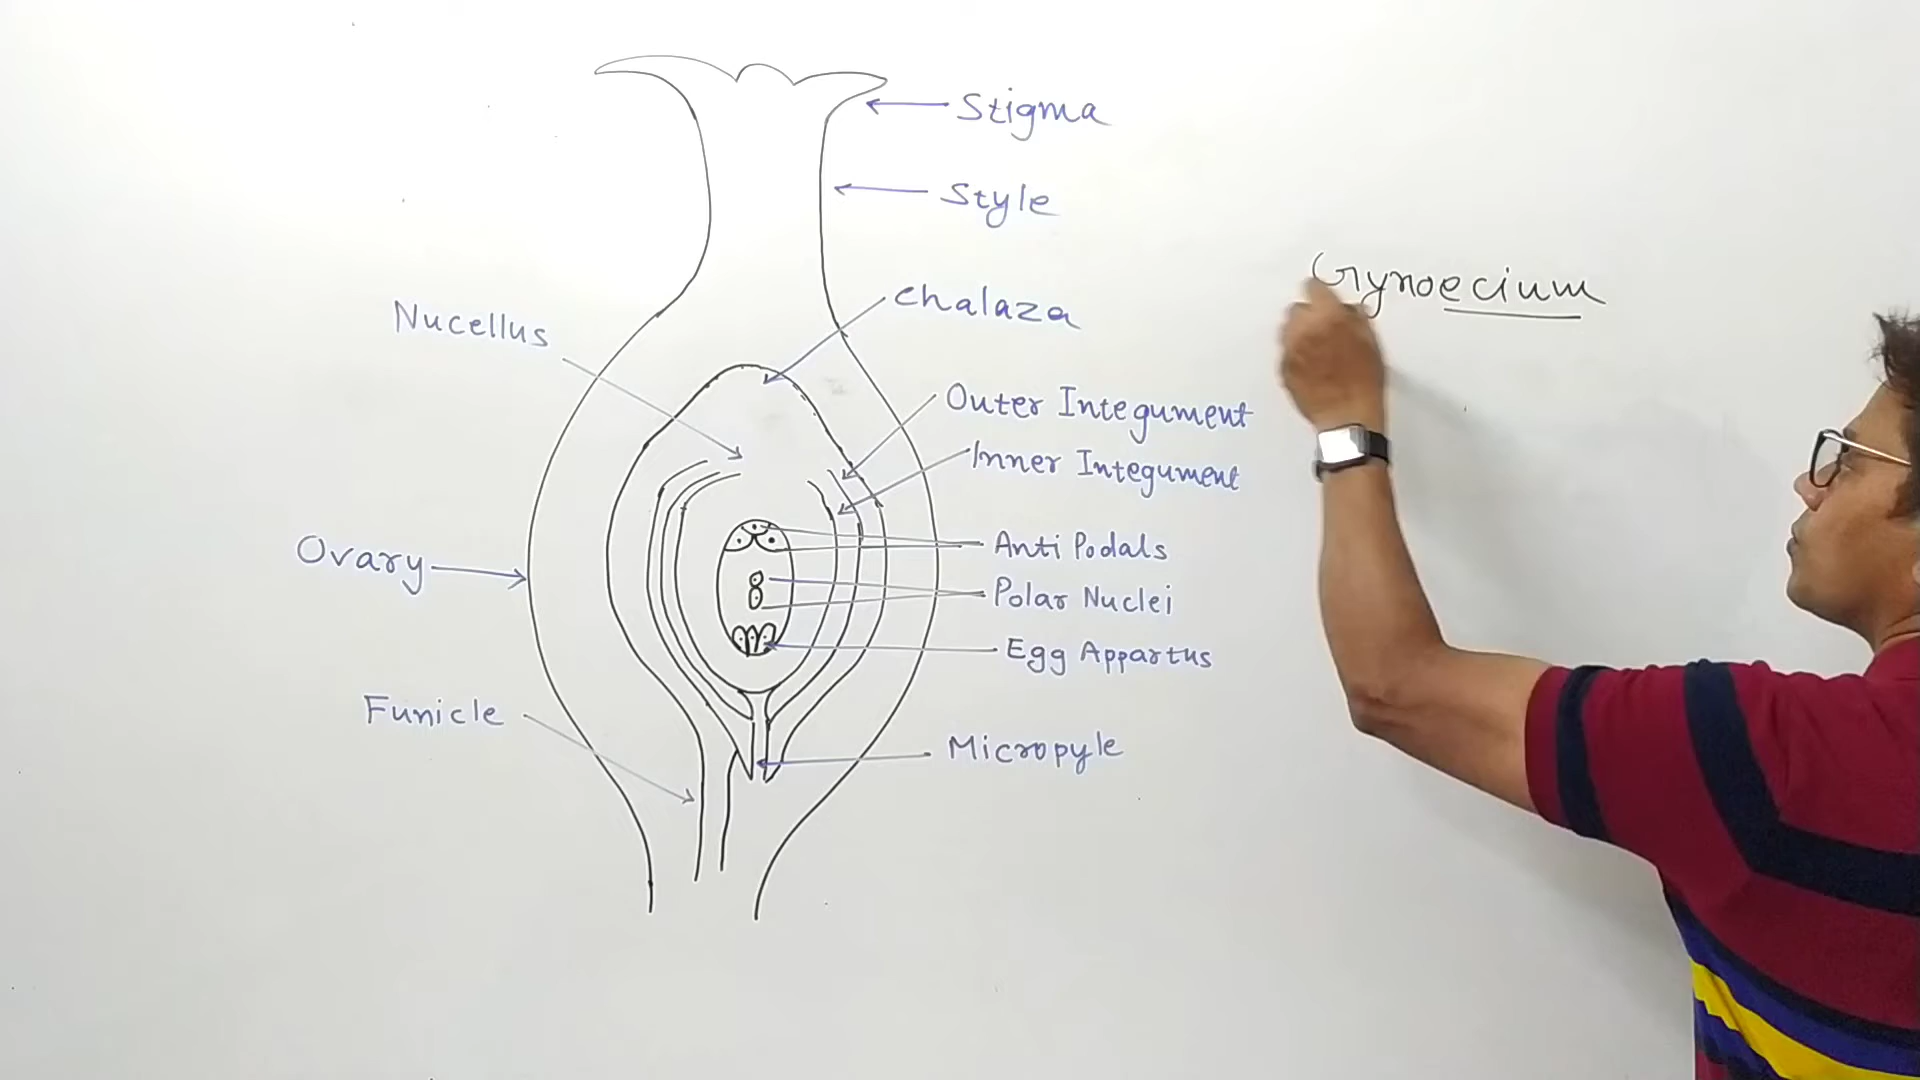 Stigma
Style
Chalaza
Nucellus
Gynoecium
Outer Integument
Inner Integument
Anti Podals
Ovary
Polar Nuclei
Egg Appartus
Funicle
Micropyle